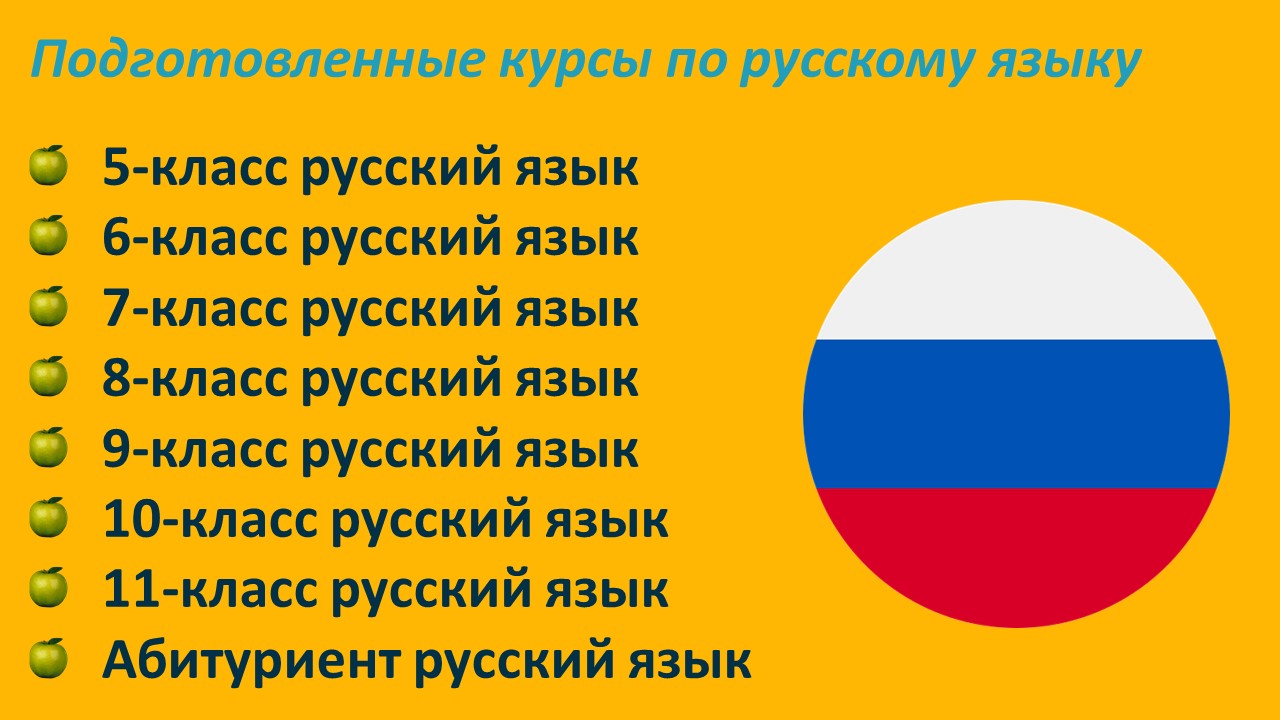 Подготовленные курсы по русскому языку
5-класс русский язык
6-класс русский язык
7-класс русский язык
8-класс русский язык
9-класс русский язык
10-класс русский язык
11-класс русский язык
Абитуриент русский язык